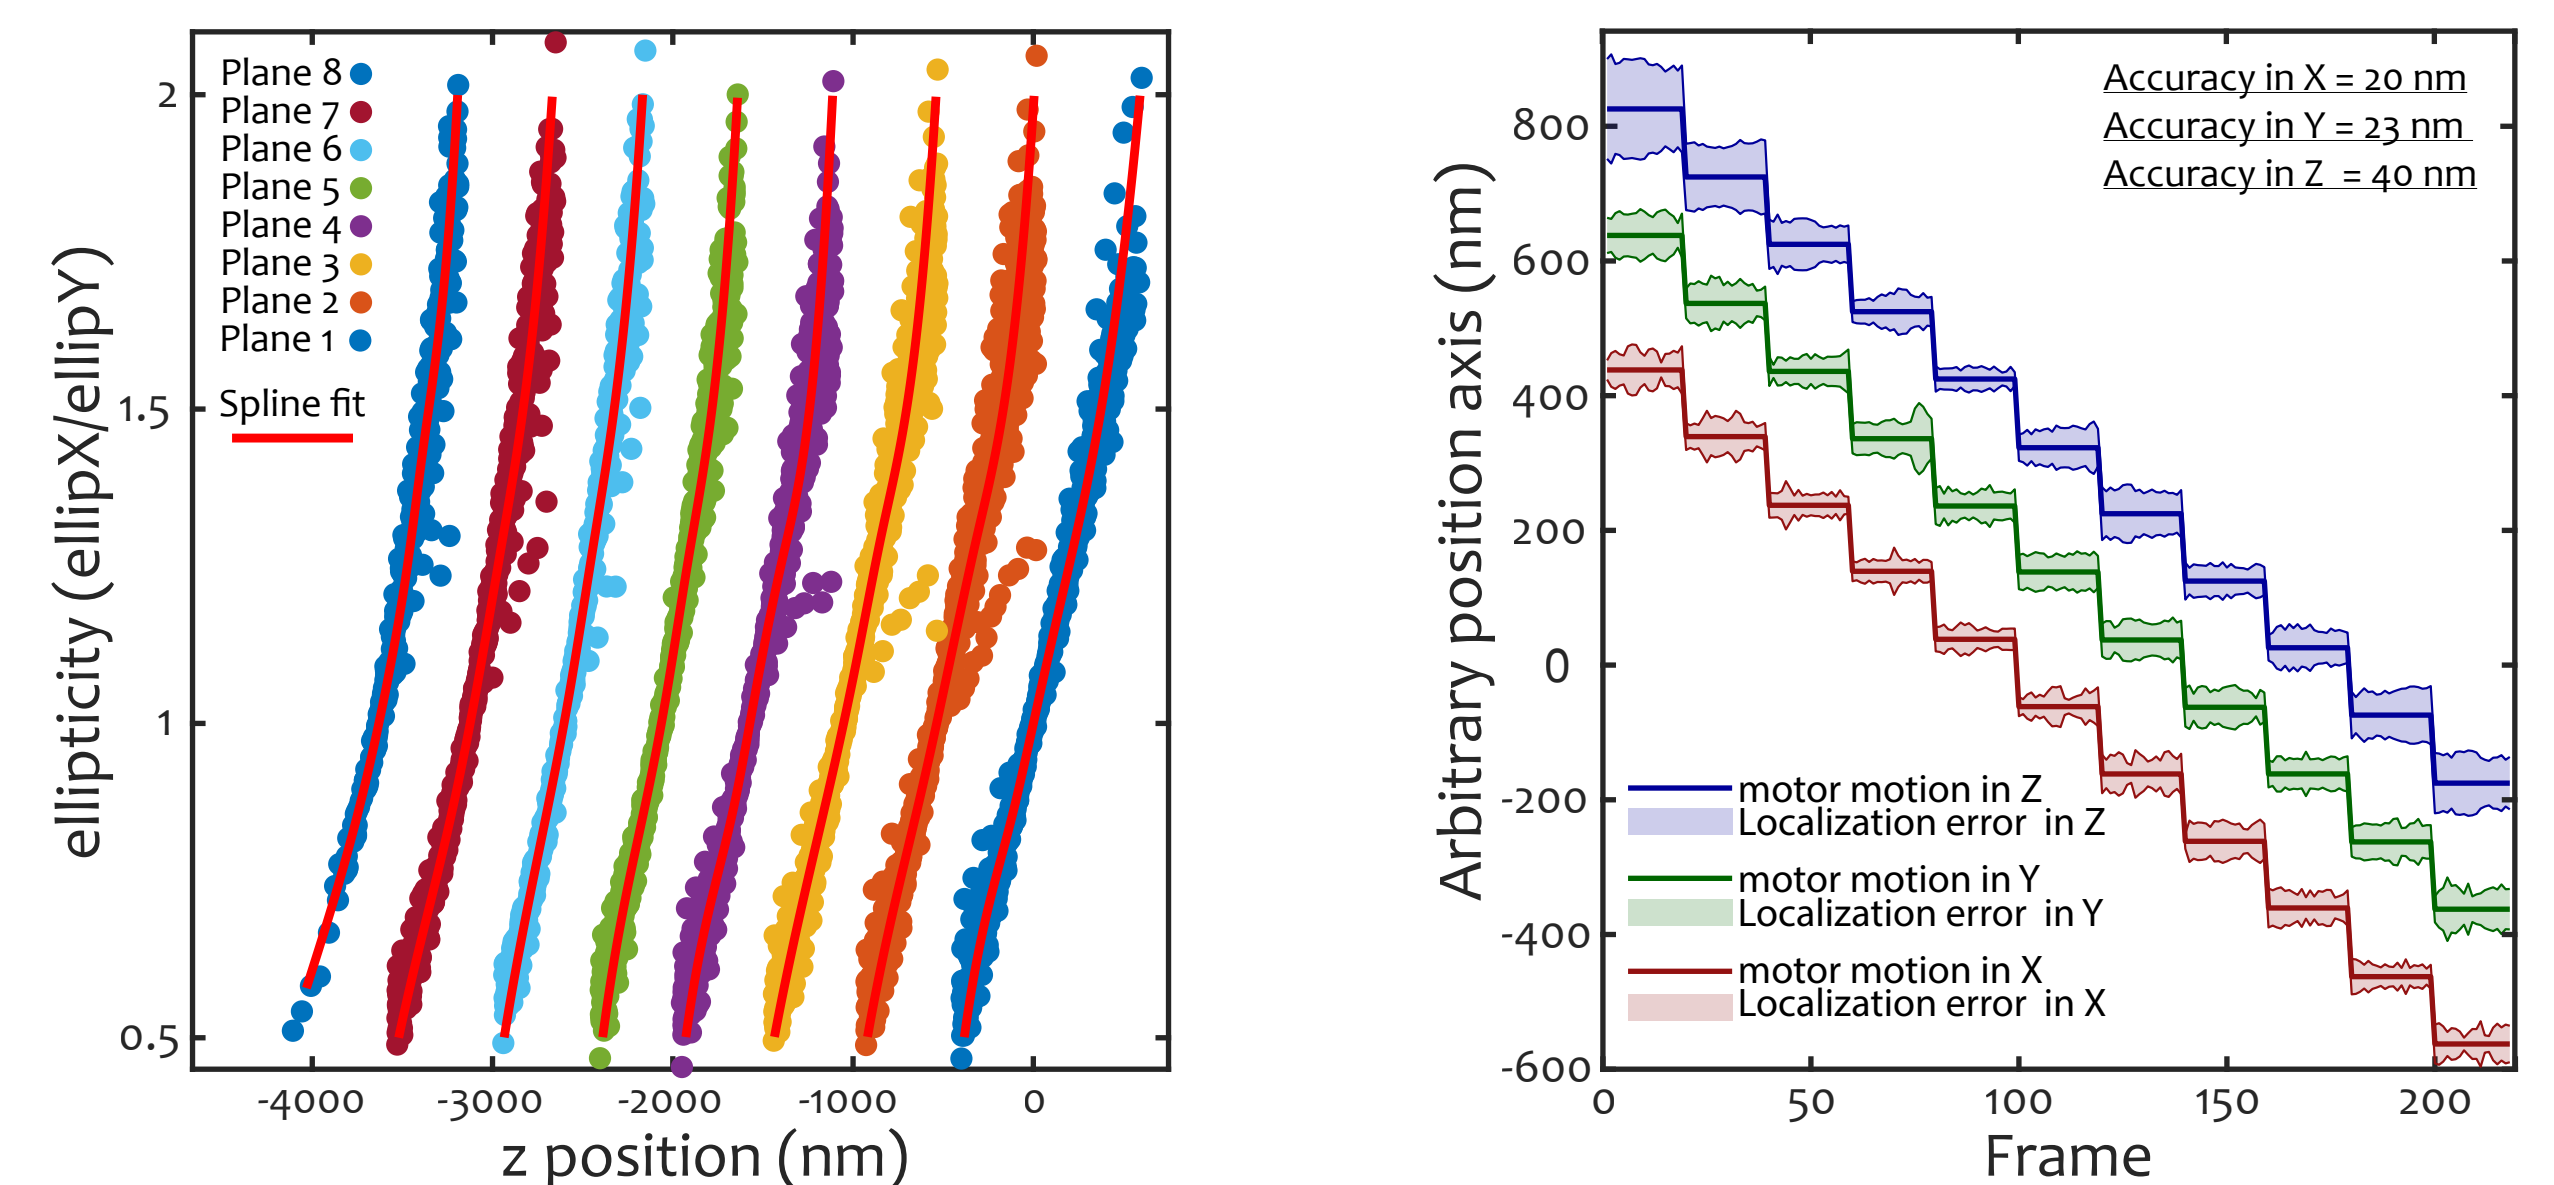 Plane 8
Plane 7
Plane 6
Plane 5
Plane 4
Plane 3
Plane 2
Plane 1
Spline fit
2
1.5
1
0.5
ellipticity (ellipX/ellipY)
-4000
-3000
-2000
-1000
0
z position (nm)
Accuracy in X = 20 nm
Accuracy in Y = 23 nm
Accuracy in Z = 40 nm
800
600
400
200
0
-200
-400
-600
Arbitrary position axis (nm)
motor motion in Z
Localization error in Z
motor motion in Y
Localization error in Y
motor motion in X
Localization error in X
0
50
100
150
200
Frame